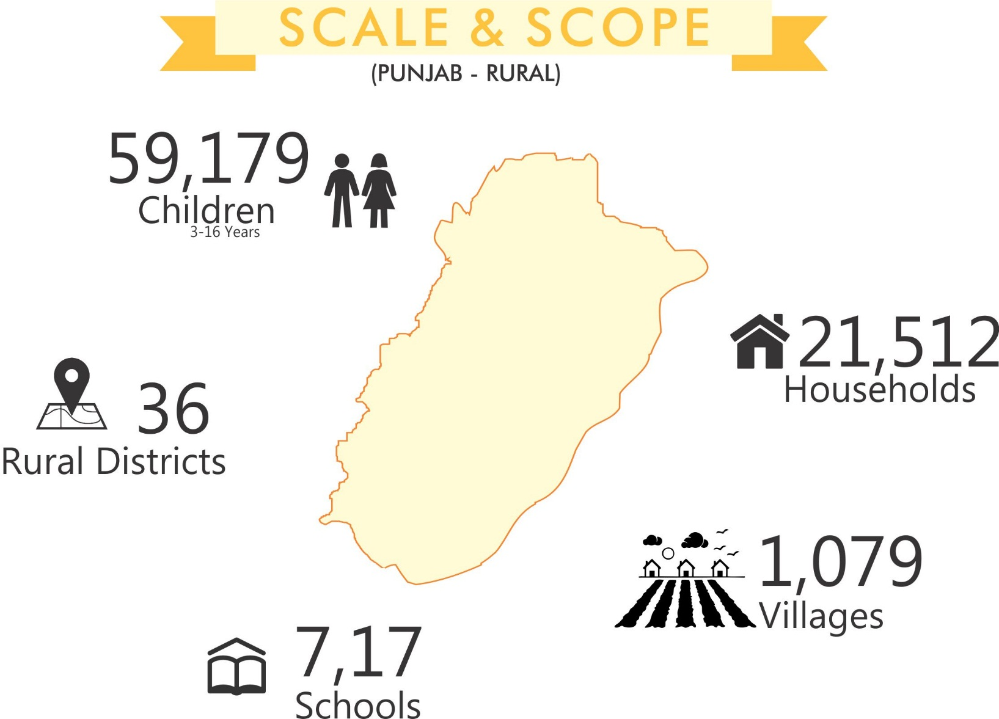 SCALE & SCOPE
(PUNJAB - RURAL)
59,179
Children
3-16 Years
21,512
Households
36
Rural Districts
1,079
Villages
7,17
Schools